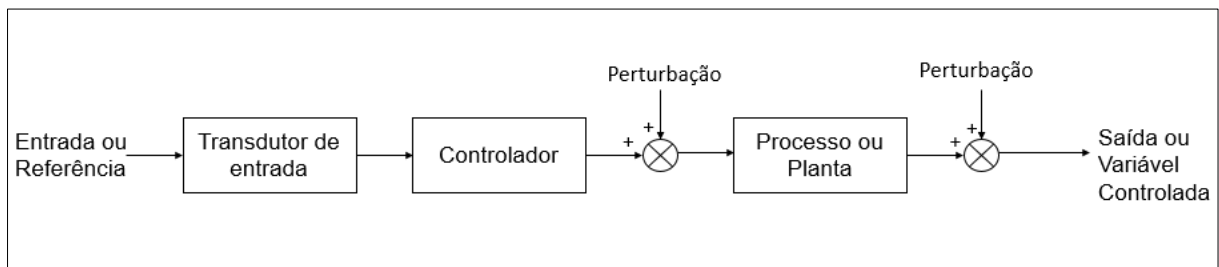 Perturbação
Perturbação
Entrada ou
Referência
Transdutor de
entrada
Controlador
+
+
Processo ou
Planta
+
+
Saída ou
Variável
Controlada